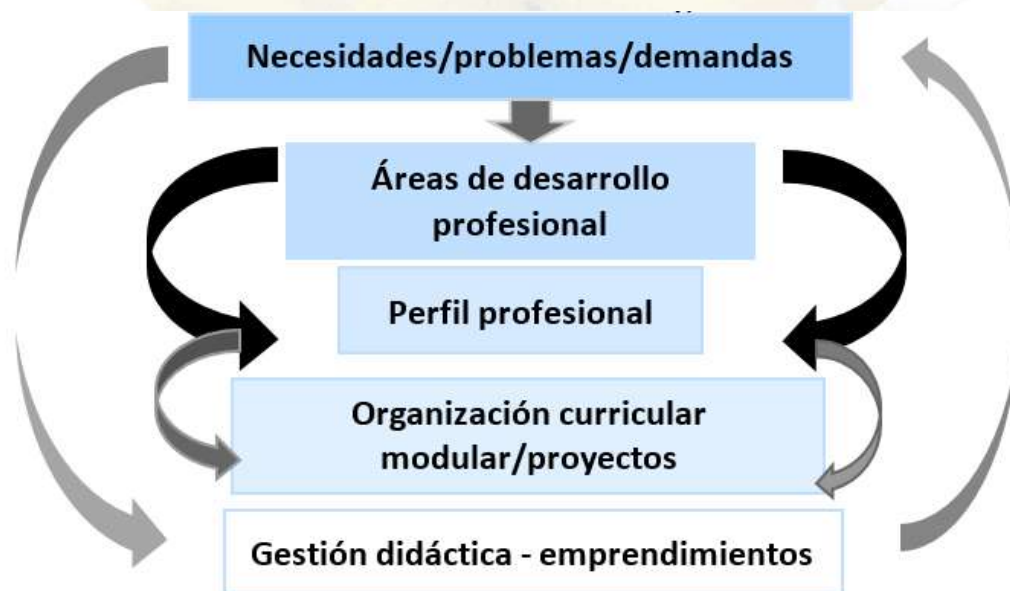 Necesidades/problemas/demandas
Áreas de desarrollo
profesional
Perfil profesional
Organización curricular
modular/proyectos
Gestión didáctica - emprendimientos